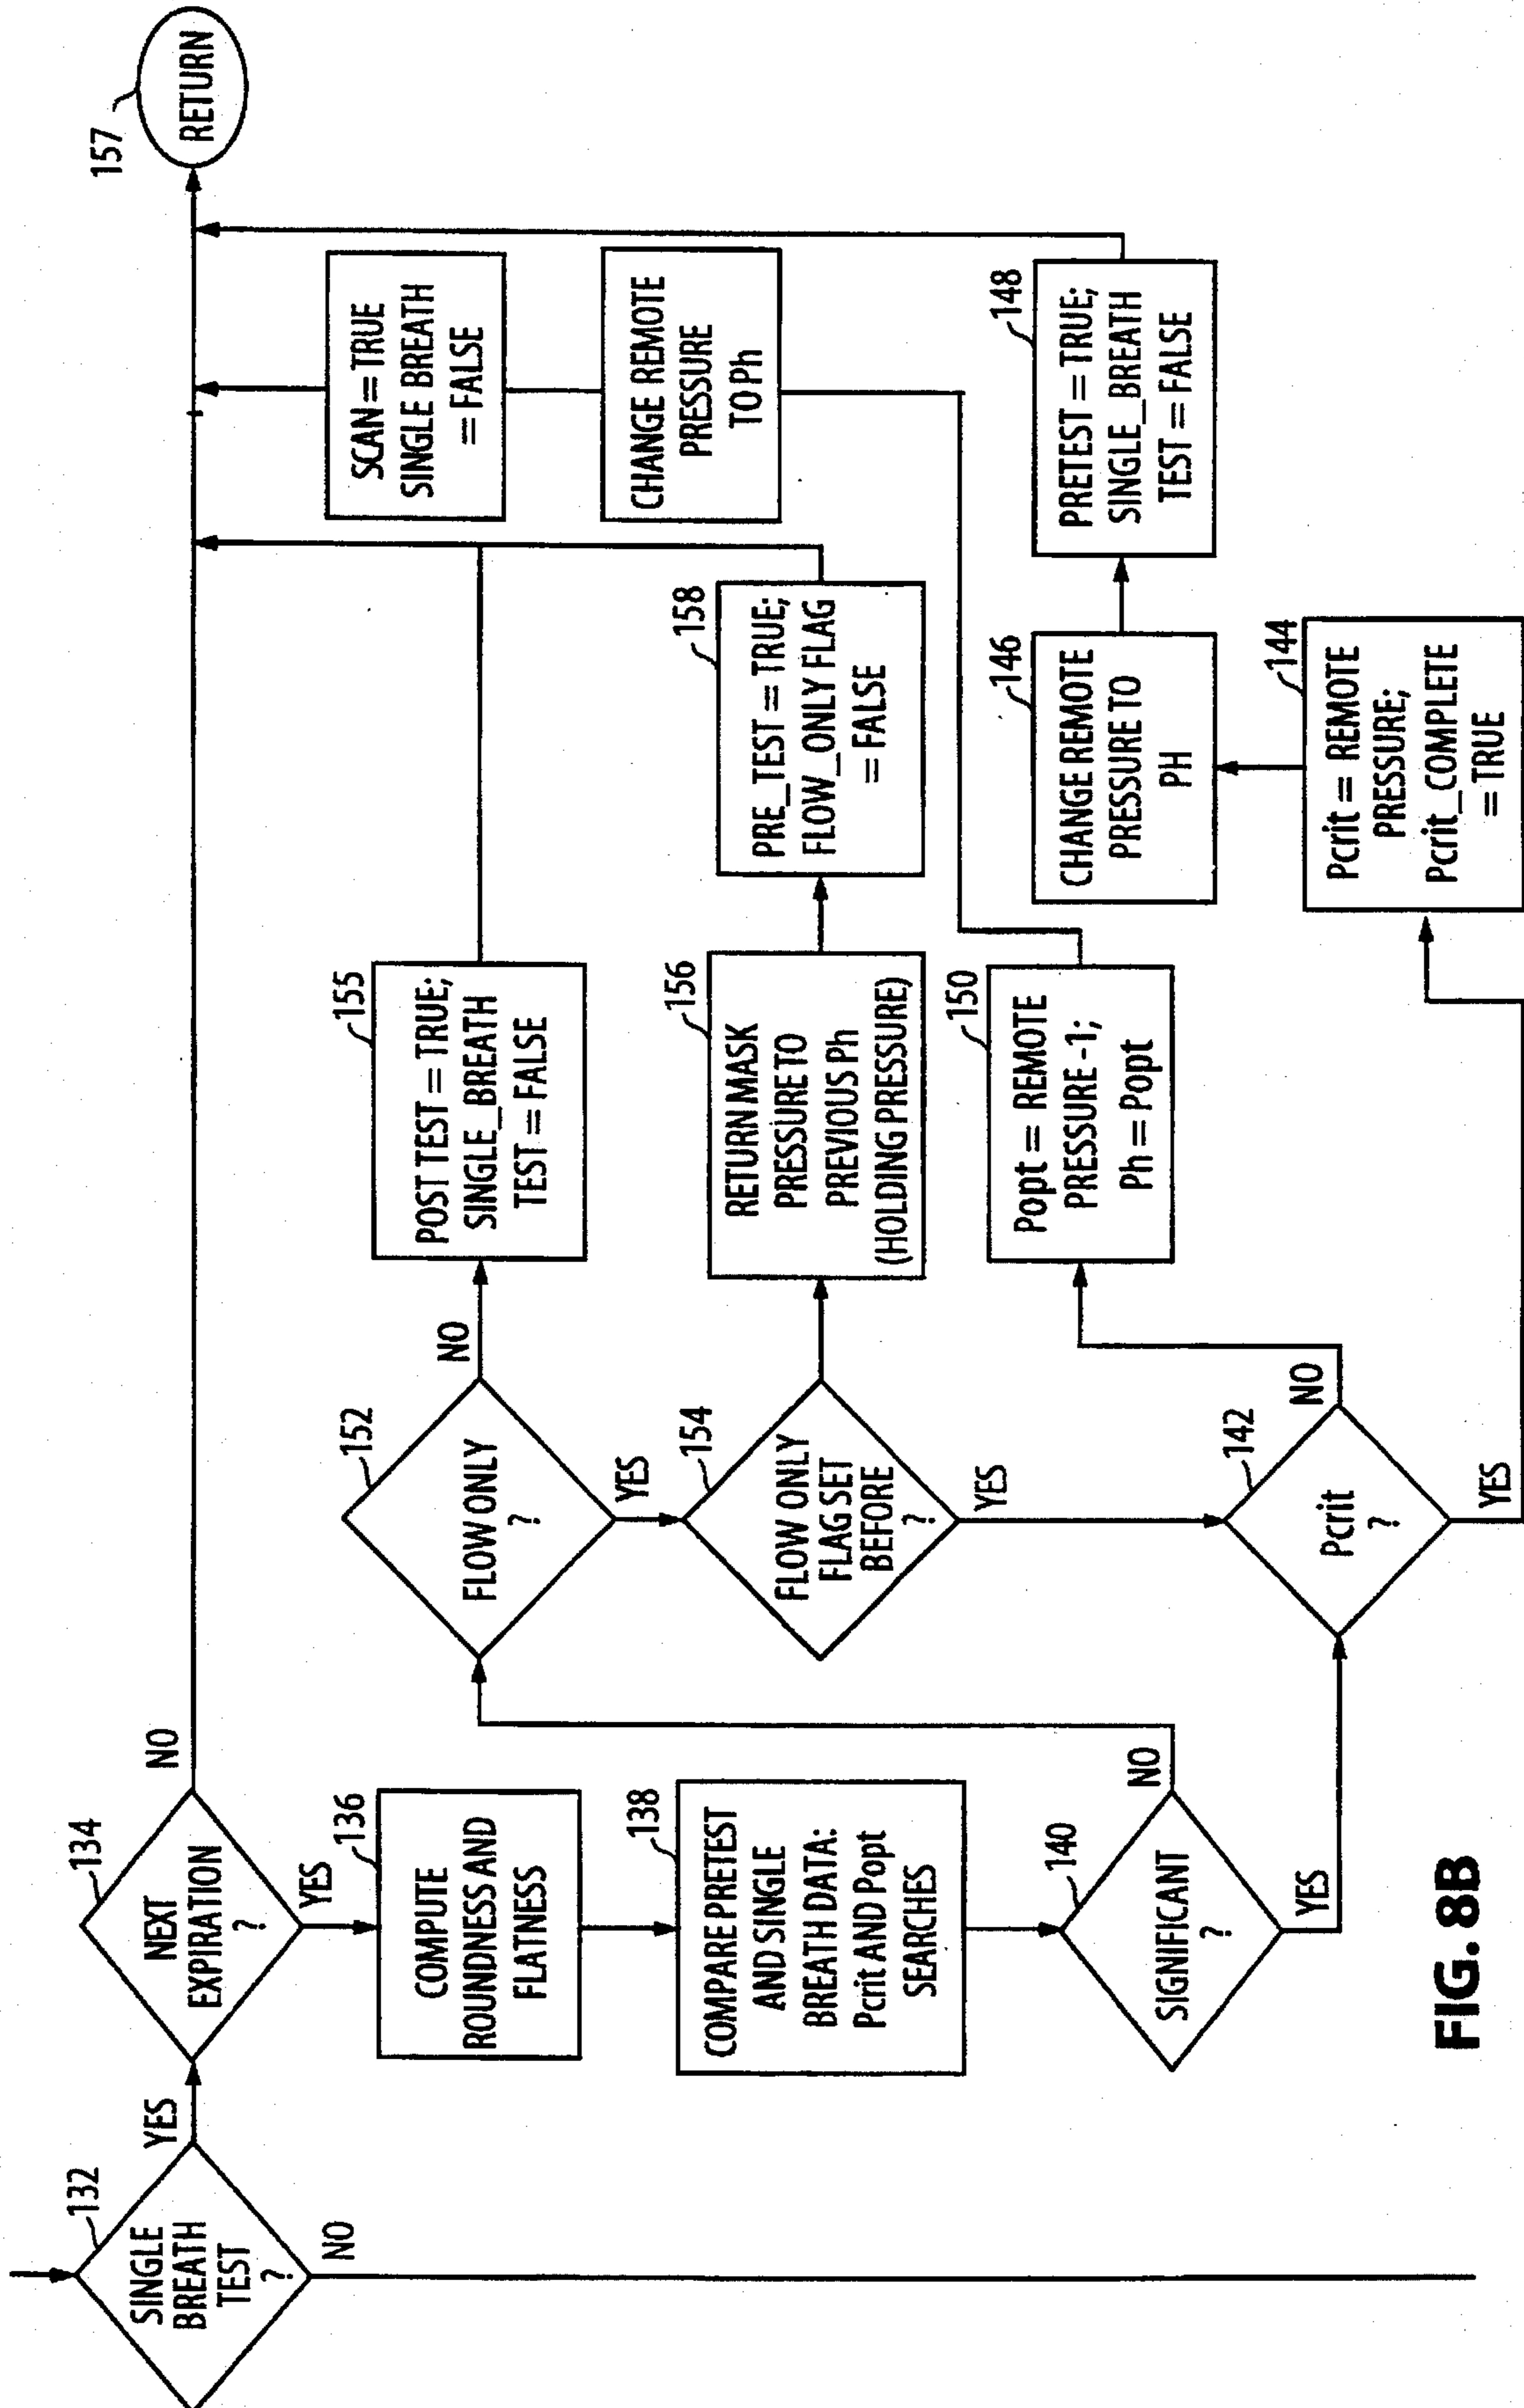 SINGLE
BREATH
TEST
?
132
YES
NO
NEXT
EXPIRATION
?
134
NO
YES
157
RETURN
COMPUTE
ROUNDNESS AND
FLATNESS
136
COMPARE PRETEST
AND SINGLE
BREATH DATA:
Pcrit AND Popt
SEARCHES
138
SIGNIFICANT
?
140
NO
YES
FLOW ONLY
?
152
NO
YES
POST TEST = TRUE;
SINGLE_BREATH
TEST = FALSE
155
FLOW ONLY
FLAG SET
BEFORE
?
154
YES
RETURN MASK
PRESSURE TO
PREVIOUS Ph
(HOLDING PRESSURE)
156
PRE_TEST = TRUE;
FLOW_ONLY FLAG
= FALSE
158
Pcrit
?
142
NO
YES
Popt = REMOTE
PRESSURE -1;
Ph = Popt
150
CHANGE REMOTE
PRESSURE
TO Ph
SCAN = TRUE
SINGLE BREATH
= FALSE
Pcrit = REMOTE
PRESSURE;
Pcrit_COMPLETE
= TRUE
144
CHANGE REMOTE
PRESSURE TO
PH
146
PRETEST = TRUE;
SINGLE_BREATH
TEST = FALSE
148
FIG. 8B